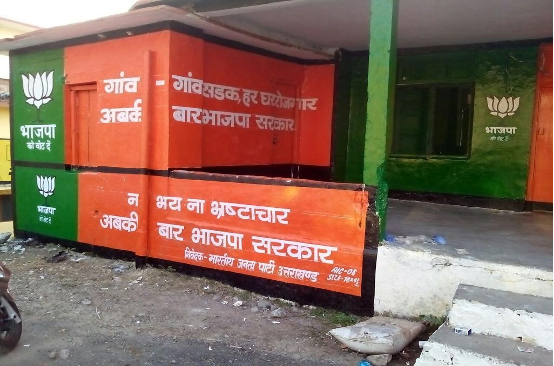 भाजपा
को वोट दें
गांव - गांव सडक, हर घर रोजगार
अबकी बार भाजपा सरकार
भाजपा
को वोट दें
भाजपा
न भय ना भ्रष्टाचार
अबकी बार भाजपा सरकार
निवेदक- भारतीय जनता पार्टी उत्तराखण्ड